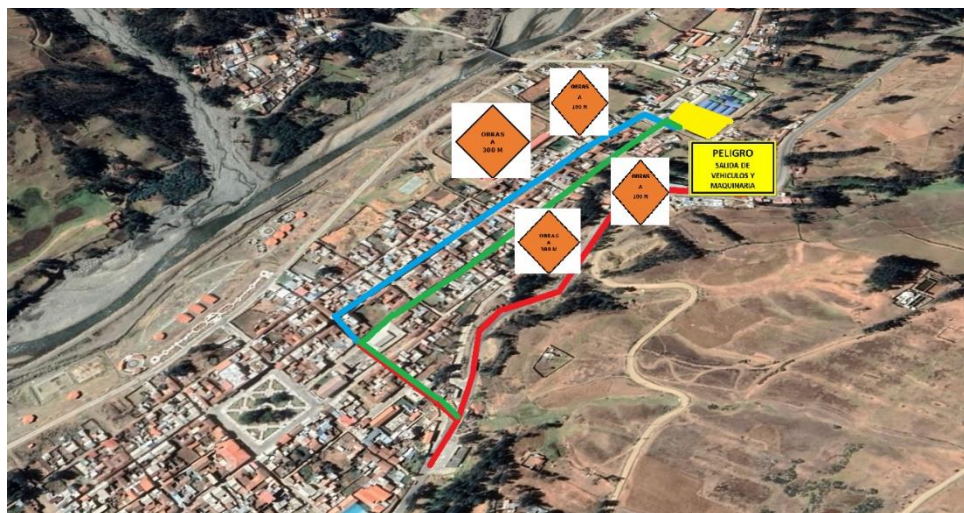 OBRAS
A
100 M
OBRAS
A
300 M
OBRAS
A
100 M
PELIGRO
SALIDA DE
VEHICULOS Y
MAQUINARIA
OBRAS
A
300 M